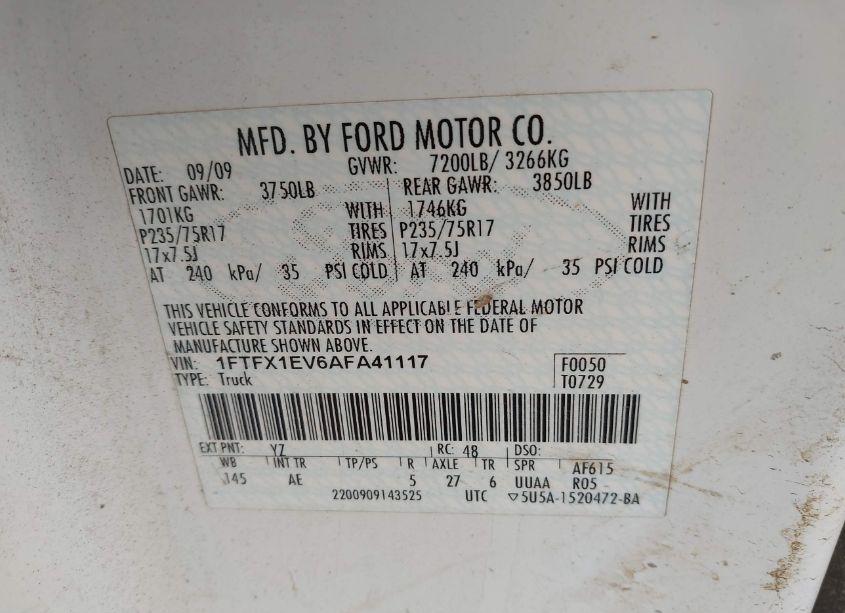 MFD. BY FORD MOTOR CO.
DATE: 09/09 GVWR: 7200LB/ 3266KG
FRONT GAWR: 3750LB REAR GAWR: 3850LB
1701KG WITH 1746KG WITH
P235/75R17 TIRES P235/75R17 TIRES
17x7.5J RIMS 17x7.5J RIMS
AT 240 kPa/ 35 PSI COLD AT 240 kPa/ 35 PSI COLD
THIS VEHICLE CONFORMS TO ALL APPLICABLE FEDERAL MOTOR
VEHICLE SAFETY STANDARDS IN EFFECT ON THE DATE OF
MANUFACTURE SHOWN ABOVE.
VIN: 1FTFX1EV6AFA41117 F0050
TYPE: Truck T0729
EXT PNT: YZ RC: 48 DSO:
WB INT TR TP/PS R AXLE TR SPR AF615
145 AE 5 27 6 UUAA R05
2200909143525 UTC ▽5U5A-1520472-BA